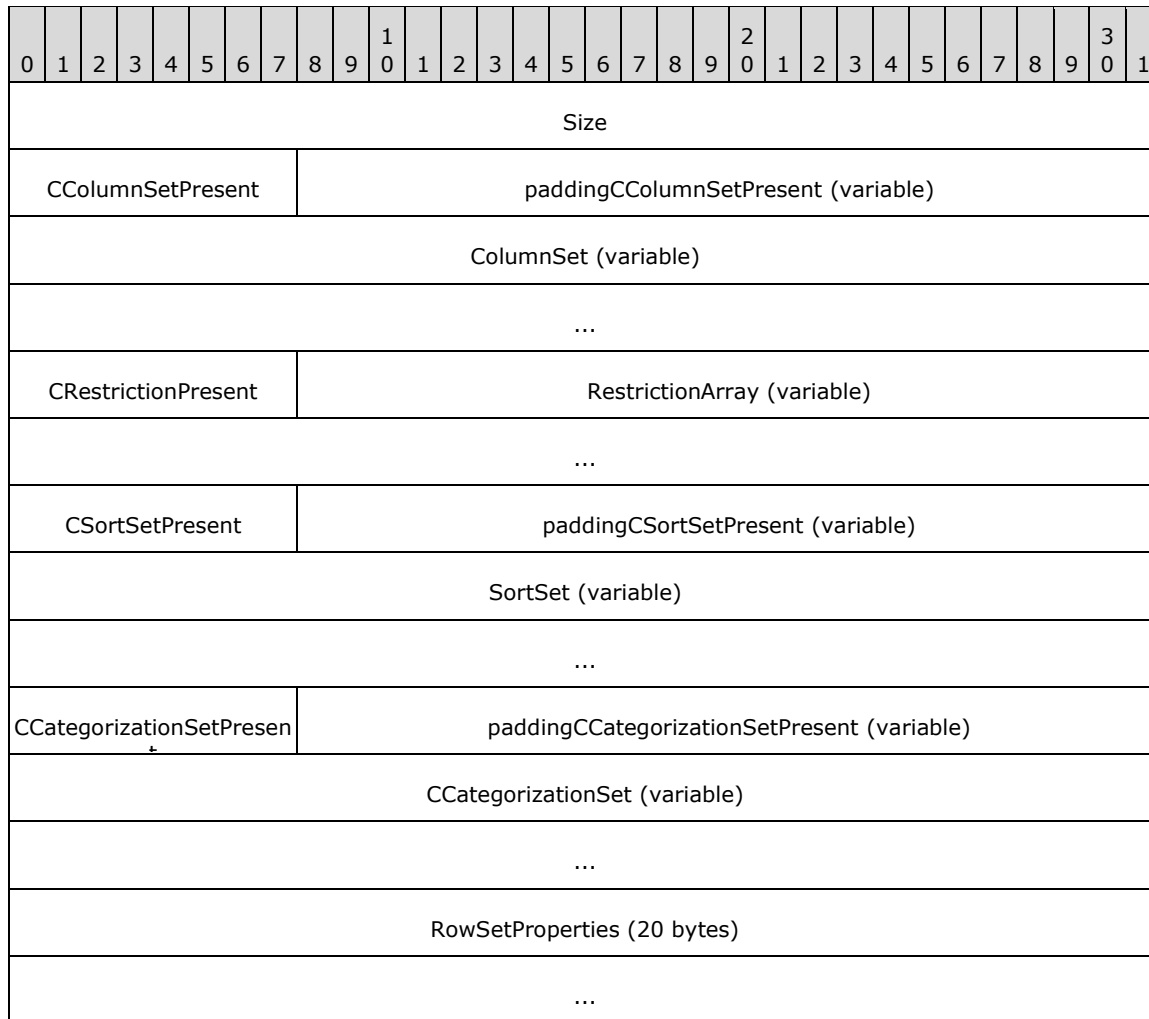 1 2 3
0 1 2 3 4 5 6 7 8 9 0 1 2 3 4 5 6 7 8 9 0 1 2 3 4 5 6 7 8 9 0 1
Size
CColumnSetPresent paddingCColumnSetPresent (variable)
ColumnSet (variable)
...
CRestrictionPresent RestrictionArray (variable)
...
CSortSetPresent paddingCSortSetPresent (variable)
SortSet (variable)
...
CCategorizationSetPresen paddingCCategorizationSetPresent (variable)
t
CCategorizationSet (variable)
...
RowSetProperties (20 bytes)
...